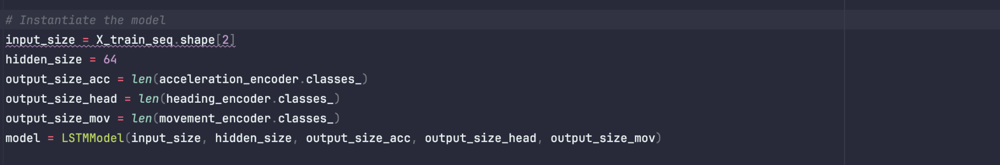 # Instantiate the model
input_size = X_train_seq.shape[2]
hidden_size = 64
output_size_acc = len(acceleration_encoder.classes_)
output_size_head = len(heading_encoder.classes_)
output_size_mov = len(movement_encoder.classes_)
model = LSTMModel(input_size, hidden_size, output_size_acc, output_size_head, output_size_mov)